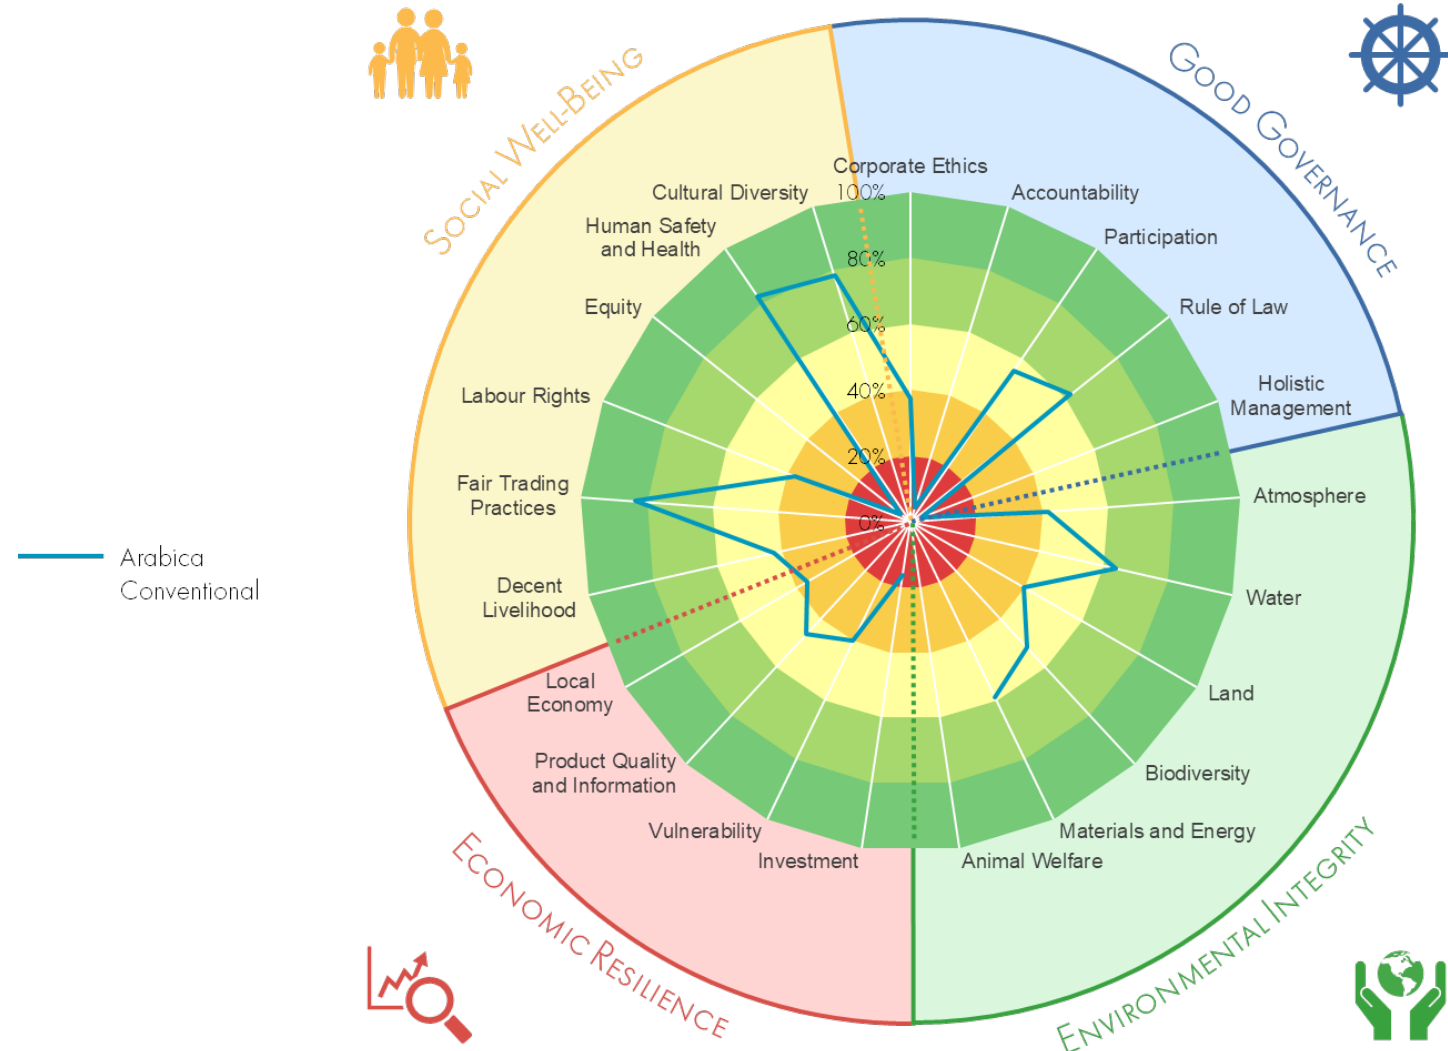 SOCIAL WELL-BEING
GOOD GOVERNANCE
Corporate Ethics
100%
Cultural Diversity
Accountability
Human Safety
and Health
Participation
80%
Equity
Rule of Law
60%
Labour Rights
40%
Holistic
Management
20%
Fair Trading
Practices
Atmosphere
0%
Arabica
Conventional
Decent
Livelihood
Water
Local
Economy
Land
Product Quality
and Information
Biodiversity
Vulnerability
Materials and Energy
Investment
Animal Welfare
ECONOMIC RESILIENCE
ENVIRONMENTAL INTEGRITY